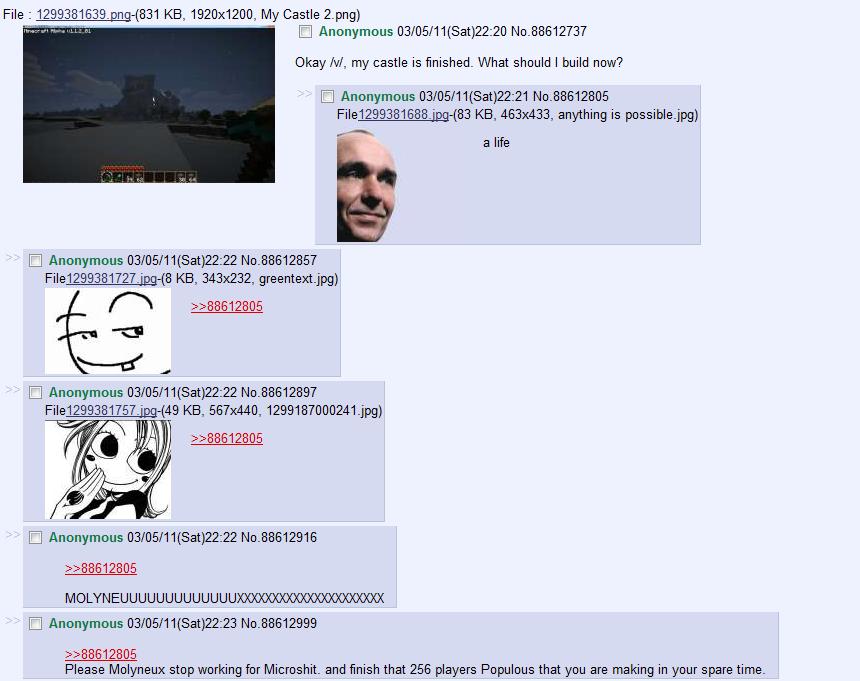 File : 1299381639.png-(831 KB, 1920x1200, My Castle 2.png)
Minecraft Alpha v1.1.2_01
Anonymous 03/05/11(Sat)22:20 No.88612737
Okay /v/, my castle is finished. What should I build now?
>> Anonymous 03/05/11(Sat)22:21 No.88612805
File1299381688.jpg-(83 KB, 463x433, anything is possible.jpg)
a life
>> Anonymous 03/05/11(Sat)22:22 No.88612857
File1299381727.jpg-(8 KB, 343x232, greentext.jpg)
>>88612805
>> Anonymous 03/05/11(Sat)22:22 No.88612897
File1299381757.jpg-(49 KB, 567x440, 1299187000241.jpg)
>>88612805
>> Anonymous 03/05/11(Sat)22:22 No.88612916
>>88612805
MOLYNEUUUUUUUUUUUUUUXXXXXXXXXXXXXXXXXXXXX
>> Anonymous 03/05/11(Sat)22:23 No.88612999
>>88612805
Please Molyneux stop working for Microshit. and finish that 256 players Populous that you are making in your spare time.